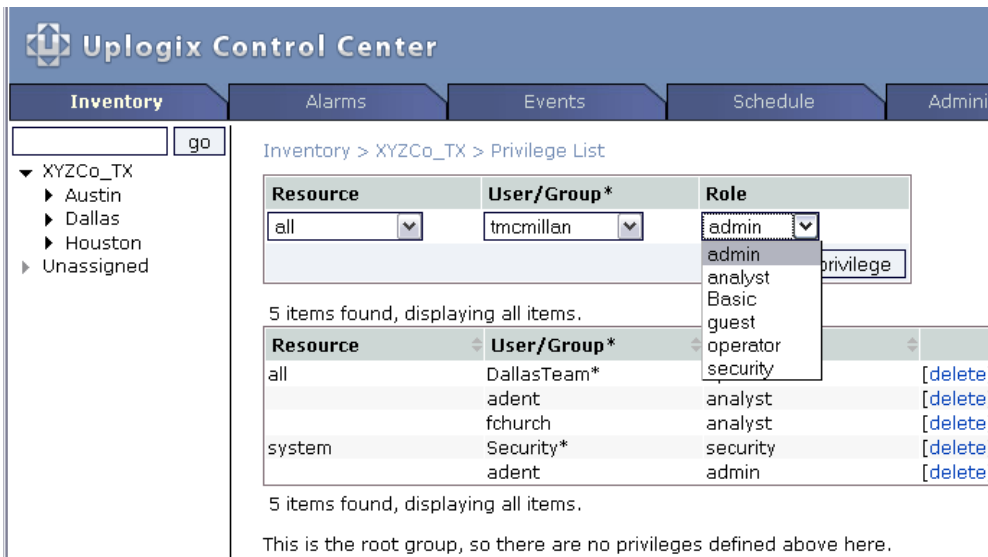 Uplogix Control Center
Inventory Alarms Events Schedule Admini
go
XYZCo_TX
Austin
Dallas
Houston
Unassigned
Inventory > XYZCo_TX > Privilege List
Resource User/Group* Role
all tmcmillan admin
admin
analyst
Basic
guest
operator
security
privilege
5 items found, displaying all items.
Resource User/Group*
all DallasTeam* [delete
adent analyst [delete
fchurch analyst [delete
system Security* security [delete
adent admin [delete
5 items found, displaying all items.
This is the root group, so there are no privileges defined above here.